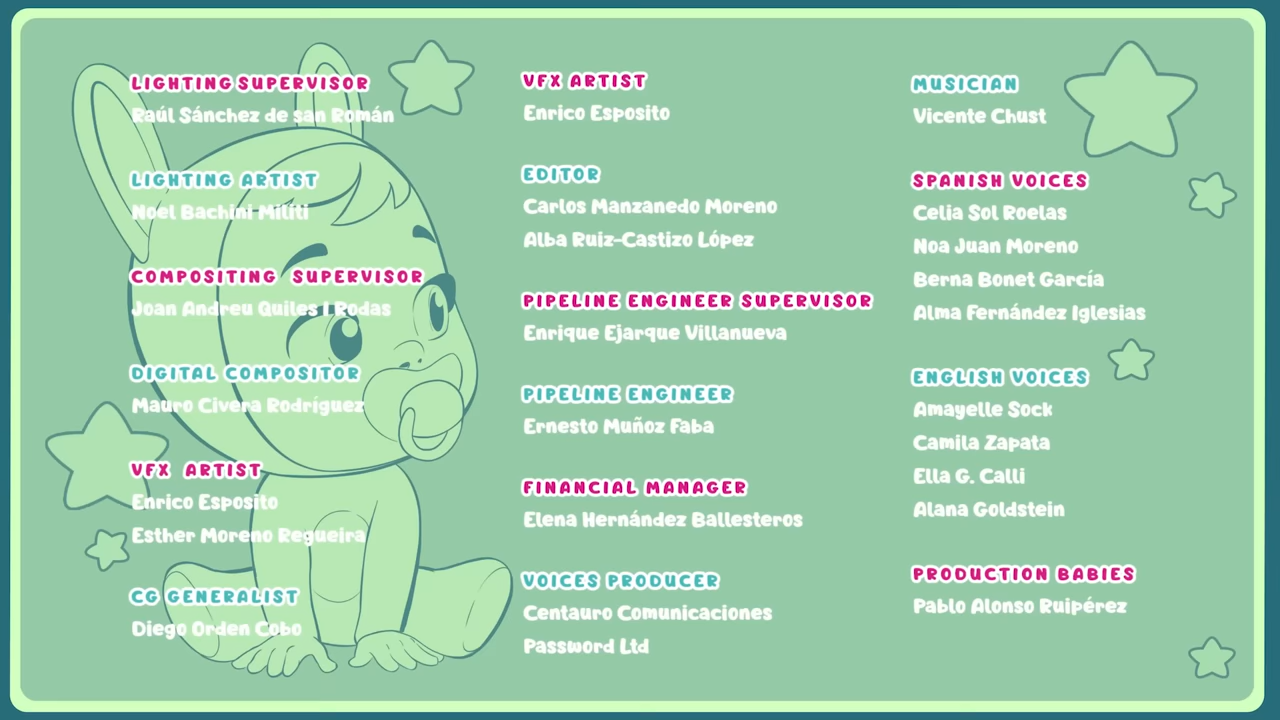 LIGHTING SUPERVISOR
Raúl Sánchez de san Román
LIGHTING ARTIST
Noel Bachini Militi
COMPOSITING SUPERVISOR
Joan Andreu Quiles I Rodas
DIGITAL COMPOSITOR
Mauro Civera Rodríguez
VFX ARTIST
Enrico Esposito
Esther Moreno Regueira
CG GENERALIST
Diego Orden Cobo
VFX ARTIST
Enrico Esposito
EDITOR
Carlos Manzanedo Moreno
Alba Ruiz-Castizo López
PIPELINE ENGINEER SUPERVISOR
Enrique Ejarque Villanueva
PIPELINE ENGINEER
Ernesto Muñoz Faba
FINANCIAL MANAGER
Elena Hernández Ballesteros
VOICES PRODUCER
Centauro Comunicaciones
Password Ltd
MUSICIAN
Vicente Chust
SPANISH VOICES
Celia Sol Roelas
Noa Juan Moreno
Berna Bonet García
Alma Fernández Iglesias
ENGLISH VOICES
Amayelle Sock
Camila Zapata
Ella G. Calli
Alana Goldstein
PRODUCTION BABIES
Pablo Alonso Ruipérez